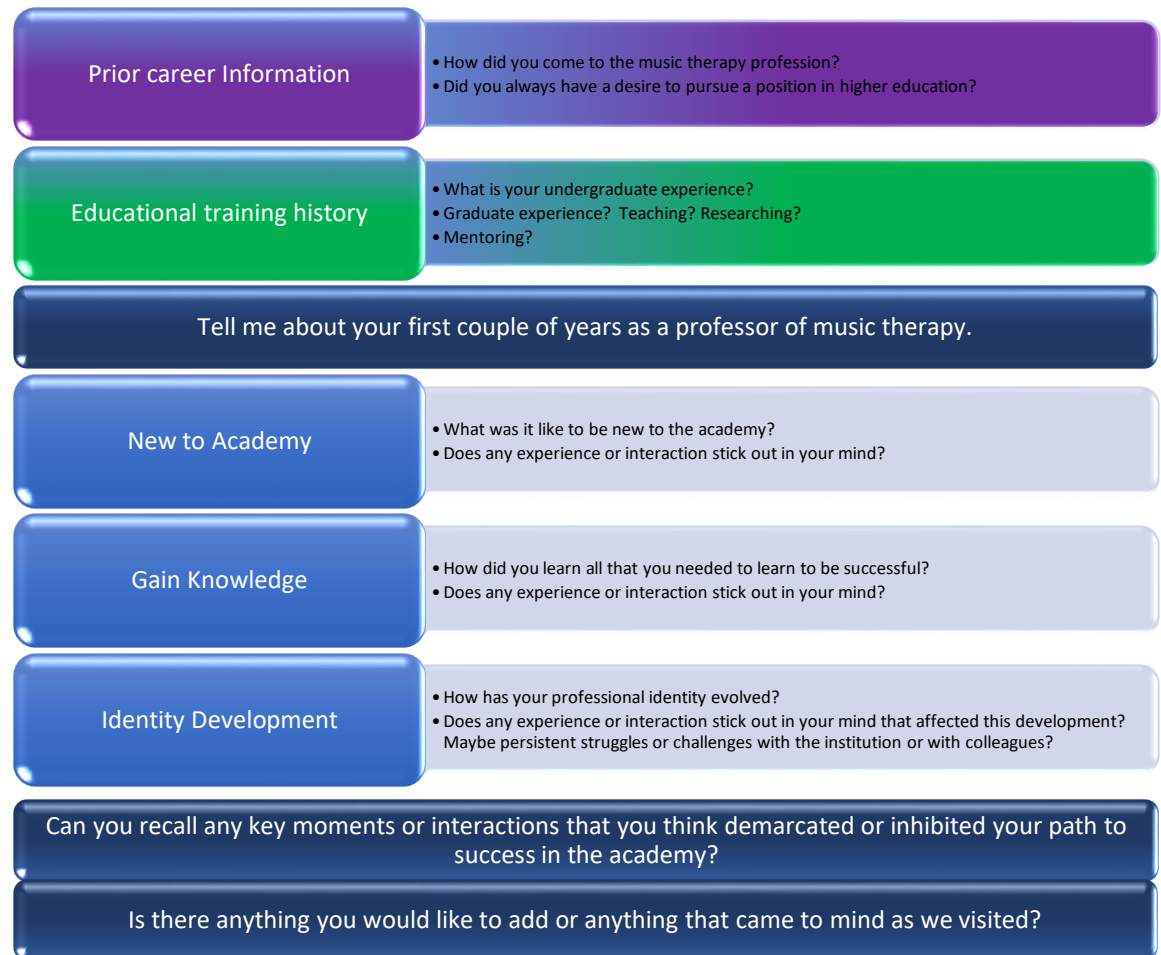 Prior career Information
• How did you come to the music therapy profession?
• Did you always have a desire to pursue a position in higher education?
Educational training history
• What is your undergraduate experience?
• Graduate experience?  Teaching? Researching?
• Mentoring?
Tell me about your first couple of years as a professor of music therapy.
New to Academy
• What was it like to be new to the academy?
• Does any experience or interaction stick out in your mind?
Gain Knowledge
• How did you learn all that you needed to learn to be successful?
• Does any experience or interaction stick out in your mind?
Identity Development
• How has your professional identity evolved?
• Does any experience or interaction stick out in your mind that affected this development?
Maybe persistent struggles or challenges with the institution or with colleagues?
Can you recall any key moments or interactions that you think demarcated or inhibited your path to
success in the academy?
Is there anything you would like to add or anything that came to mind as we visited?